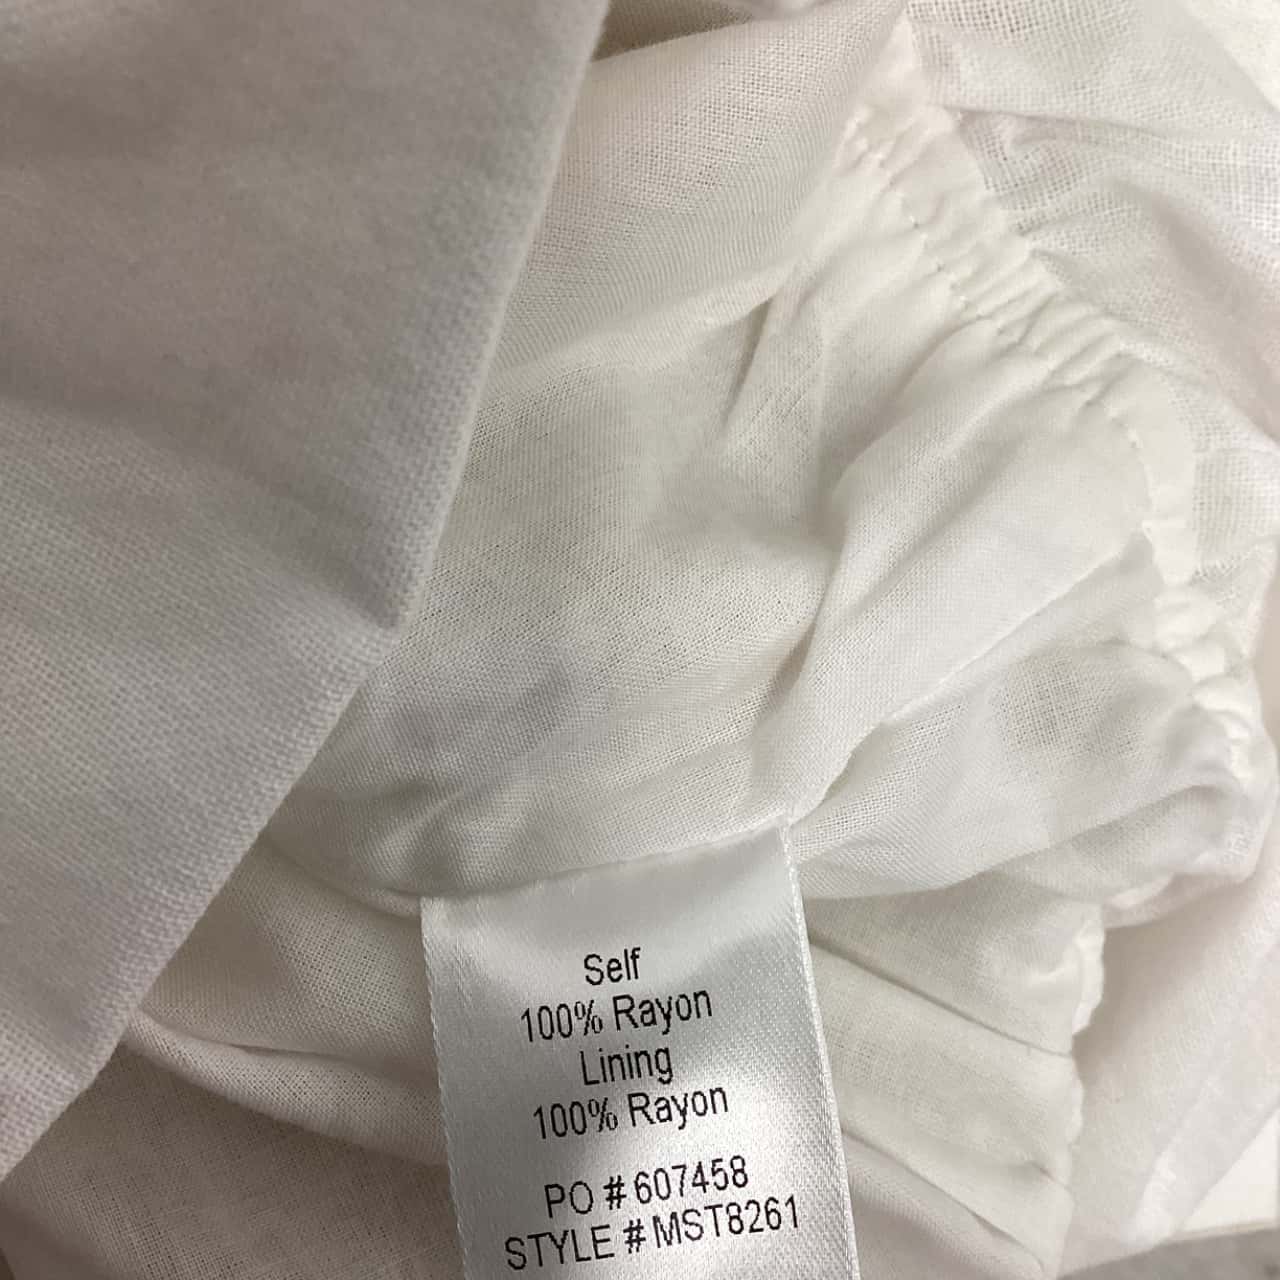 Self
100% Rayon
Lining
100% Rayon
PO # 607458
STYLE # MST8261